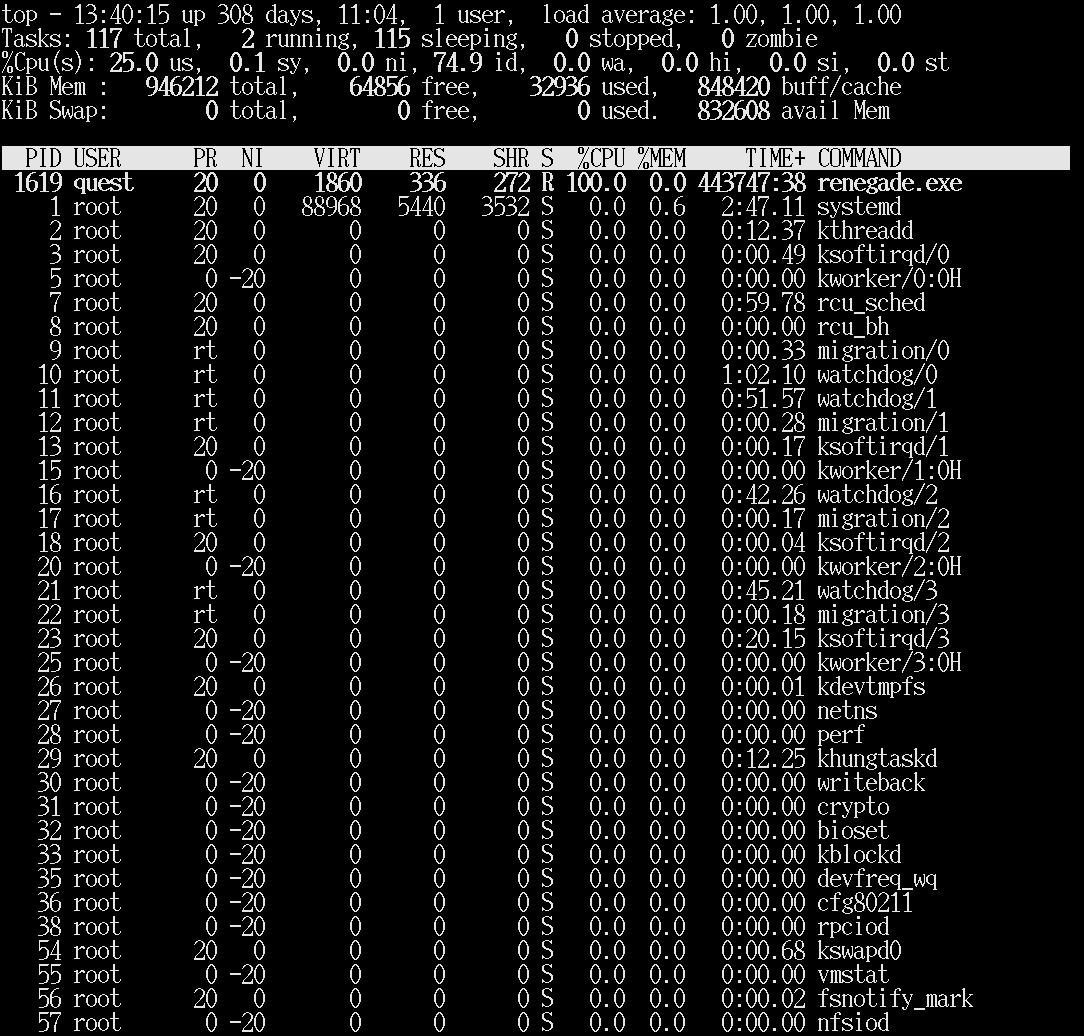 top - 13:40:15 up 308 days, 11:04,  1 user,  load average: 1.00, 1.00, 1.00
Tasks: 117 total,   2 running, 115 sleeping,   0 stopped,   0 zombie
%Cpu(s): 25.0 us,  0.1 sy,  0.0 ni, 74.9 id,  0.0 wa,  0.0 hi,  0.0 si,  0.0 st
KiB Mem :   946212 total,    64856 free,    32936 used,   848420 buff/cache
KiB Swap:        0 total,        0 free,        0 used.   832608 avail Mem
  PID USER      PR  NI    VIRT    RES    SHR S  %CPU %MEM     TIME+ COMMAND
 1619 quest     20   0    1860    336    272 R 100.0  0.0 443747:38 renegade.exe
    1 root      20   0   88968   5440   3532 S   0.0  0.6   2:47.11 systemd
    2 root      20   0       0      0      0 S   0.0  0.0   0:12.37 kthreadd
    3 root      20   0       0      0      0 S   0.0  0.0   0:00.49 ksoftirqd/0
    5 root       0 -20       0      0      0 S   0.0  0.0   0:00.00 kworker/0:0H
    7 root      20   0       0      0      0 S   0.0  0.0   0:59.78 rcu_sched
    8 root      20   0       0      0      0 S   0.0  0.0   0:00.00 rcu_bh
    9 root      rt   0       0      0      0 S   0.0  0.0   0:00.33 migration/0
   10 root      rt   0       0      0      0 S   0.0  0.0   1:02.10 watchdog/0
   11 root      rt   0       0      0      0 S   0.0  0.0   0:51.57 watchdog/1
   12 root      rt   0       0      0      0 S   0.0  0.0   0:00.28 migration/1
   13 root      20   0       0      0      0 S   0.0  0.0   0:00.17 ksoftirqd/1
   15 root       0 -20       0      0      0 S   0.0  0.0   0:00.00 kworker/1:0H
   16 root      rt   0       0      0      0 S   0.0  0.0   0:42.26 watchdog/2
   17 root      rt   0       0      0      0 S   0.0  0.0   0:00.17 migration/2
   18 root      20   0       0      0      0 S   0.0  0.0   0:00.04 ksoftirqd/2
   20 root       0 -20       0      0      0 S   0.0  0.0   0:00.00 kworker/2:0H
   21 root      rt   0       0      0      0 S   0.0  0.0   0:45.21 watchdog/3
   22 root      rt   0       0      0      0 S   0.0  0.0   0:00.18 migration/3
   23 root      20   0       0      0      0 S   0.0  0.0   0:20.15 ksoftirqd/3
   25 root       0 -20       0      0      0 S   0.0  0.0   0:00.00 kworker/3:0H
   26 root      20   0       0      0      0 S   0.0  0.0   0:00.01 kdevtmpfs
   27 root       0 -20       0      0      0 S   0.0  0.0   0:00.00 netns
   28 root       0 -20       0      0      0 S   0.0  0.0   0:00.00 perf
   29 root      20   0       0      0      0 S   0.0  0.0   0:12.25 khungtaskd
   30 root       0 -20       0      0      0 S   0.0  0.0   0:00.00 writeback
   31 root       0 -20       0      0      0 S   0.0  0.0   0:00.00 crypto
   32 root       0 -20       0      0      0 S   0.0  0.0   0:00.00 bioset
   33 root       0 -20       0      0      0 S   0.0  0.0   0:00.00 kblockd
   35 root       0 -20       0      0      0 S   0.0  0.0   0:00.00 devfreq_wq
   36 root       0 -20       0      0      0 S   0.0  0.0   0:00.00 cfg80211
   38 root       0 -20       0      0      0 S   0.0  0.0   0:00.00 rpciod
   54 root      20   0       0      0      0 S   0.0  0.0   0:00.68 kswapd0
   55 root       0 -20       0      0      0 S   0.0  0.0   0:00.00 vmstat
   56 root      20   0       0      0      0 S   0.0  0.0   0:00.02 fsnotify_mark
   57 root       0 -20       0      0      0 S   0.0  0.0   0:00.00 nfsiod